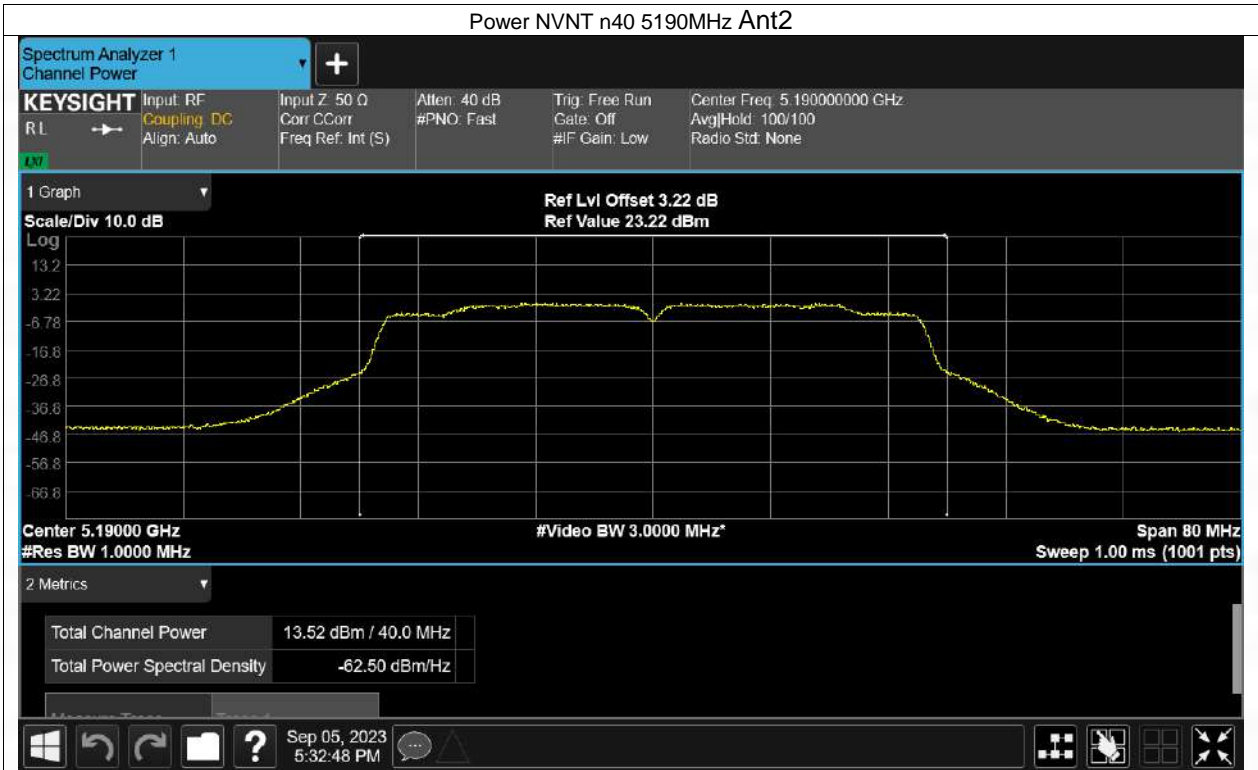 Power NVNT n40 5190MHz Ant2
Spectrum Analyzer 1
Channel Power
KEYSIGHT
RL
LXI
Input: RF
Coupling: DC
Align: Auto
Input Z: 50 Ω
Corr CCorr
Freq Ref: Int (S)
Atten: 40 dB
#PNO: Fast
Trig: Free Run
Gate: Off
#IF Gain: Low
Center Freq: 5.190000000 GHz
Avg|Hold: 100/100
Radio Std: None
1 Graph
Scale/Div 10.0 dB
Ref Lvl Offset 3.22 dB
Ref Value 23.22 dBm
Log
13.2
3.22
-6.78
-16.8
-26.8
-36.8
-46.8
-56.8
-66.8
Center 5.19000 GHz
#Res BW 1.0000 MHz
#Video BW 3.0000 MHz*
Span 80 MHz
Sweep 1.00 ms (1001 pts)
2 Metrics
Total Channel Power 13.52 dBm / 40.0 MHz
Total Power Spectral Density -62.50 dBm/Hz
Sep 05, 2023
5:32:48 PM